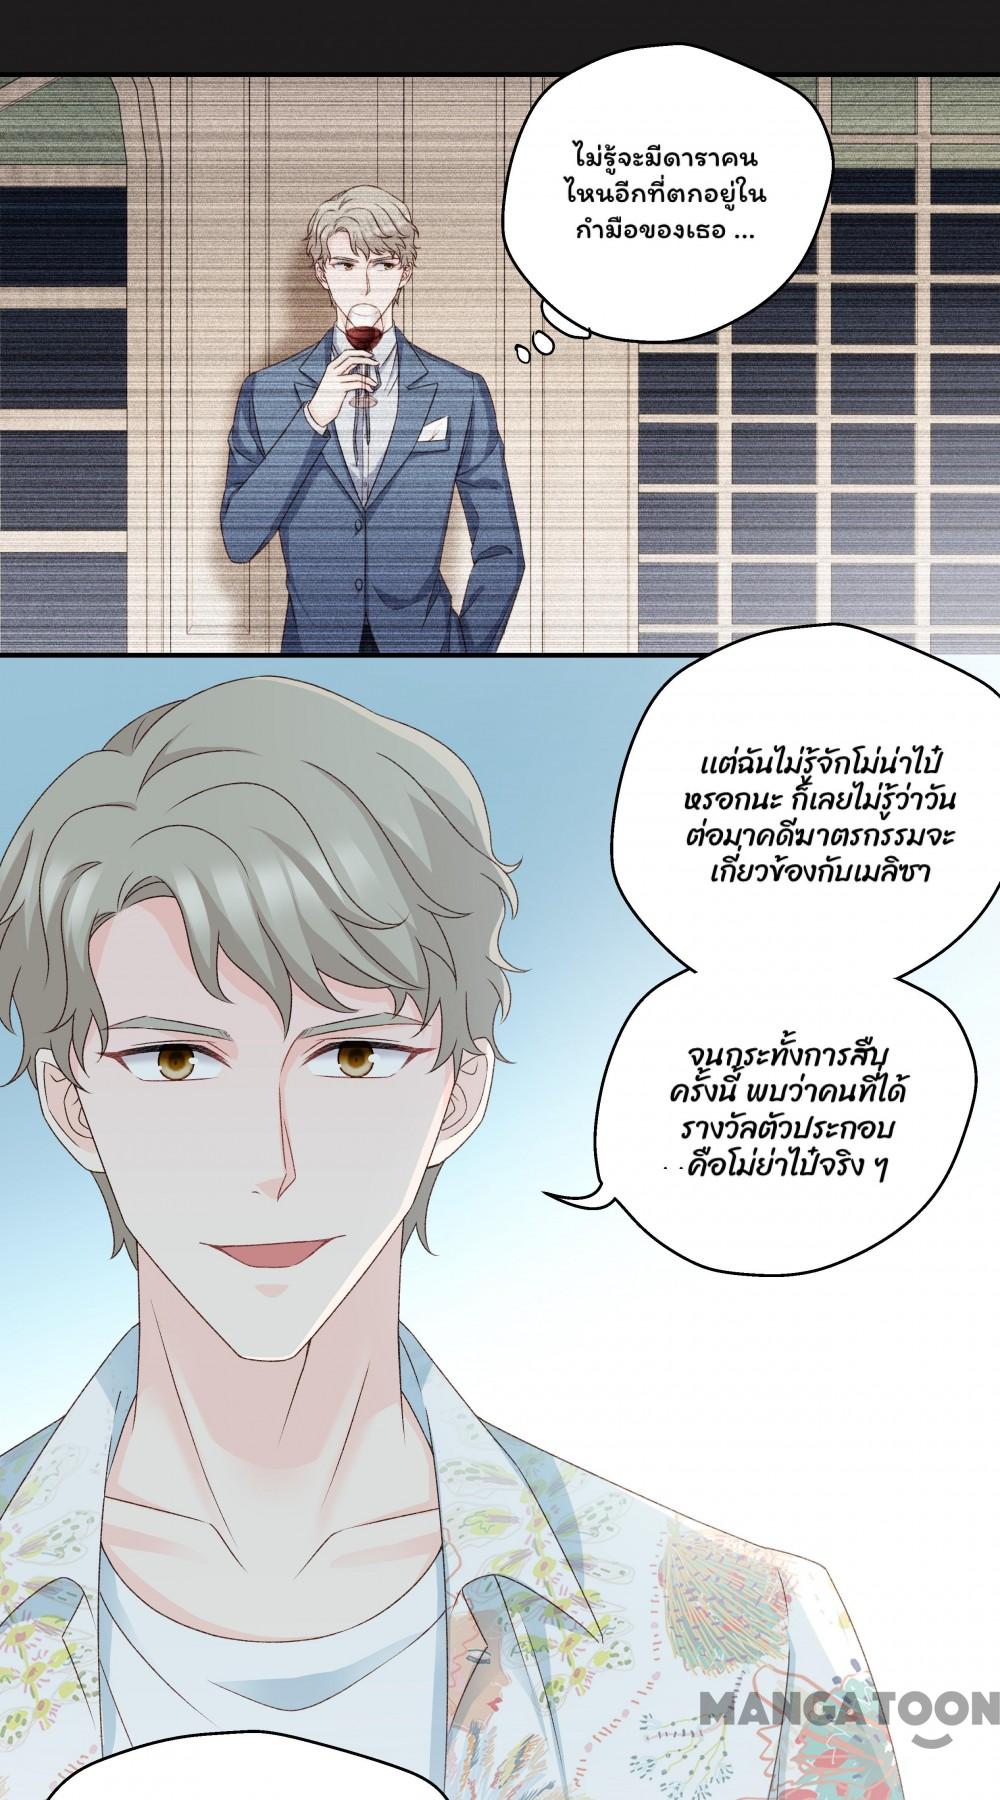 ไม่รู้จะมีดาราคน
ไหนอีกที่ตกอยู่ใน
กำมือของเธอ ...
แต่ฉันไม่รู้จักโม่น่าไป๋
หรอกนะ ก็เลยไม่รู้ว่าวัน
ต่อมาคดีฆาตรกรรมจะ
เกี่ยวข้องกับเมลิซา
จนกระทั้งการสืบ
ครั้งนี้ พบว่าคนที่ได้
รางวัลตัวประกอบ
...คือโม่ย่าไป๋จริง ๆ
MANGATOON